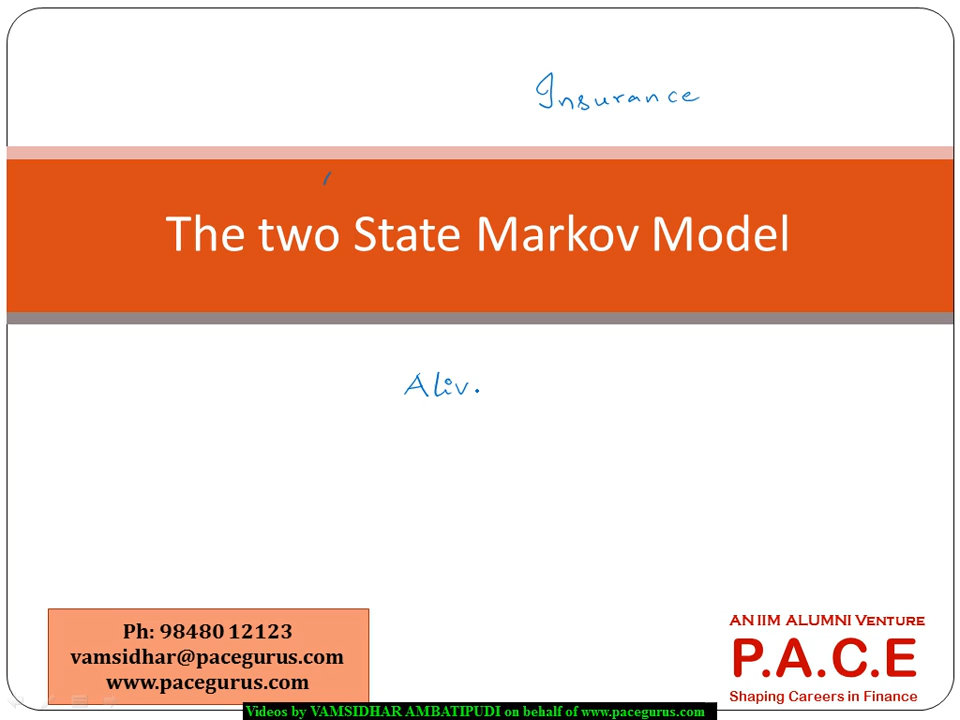 Insurance
The two State Markov Model
Aliv.
Ph: 98480 12123
vamsidhar@pacegurus.com
www.pacegurus.com
AN IIM ALUMNI VENTURE
P.A.C.E
Shaping Careers in Finance
Videos by VAMSIDHAR AMBATIPUDI on behalf of www.pacegurus.com